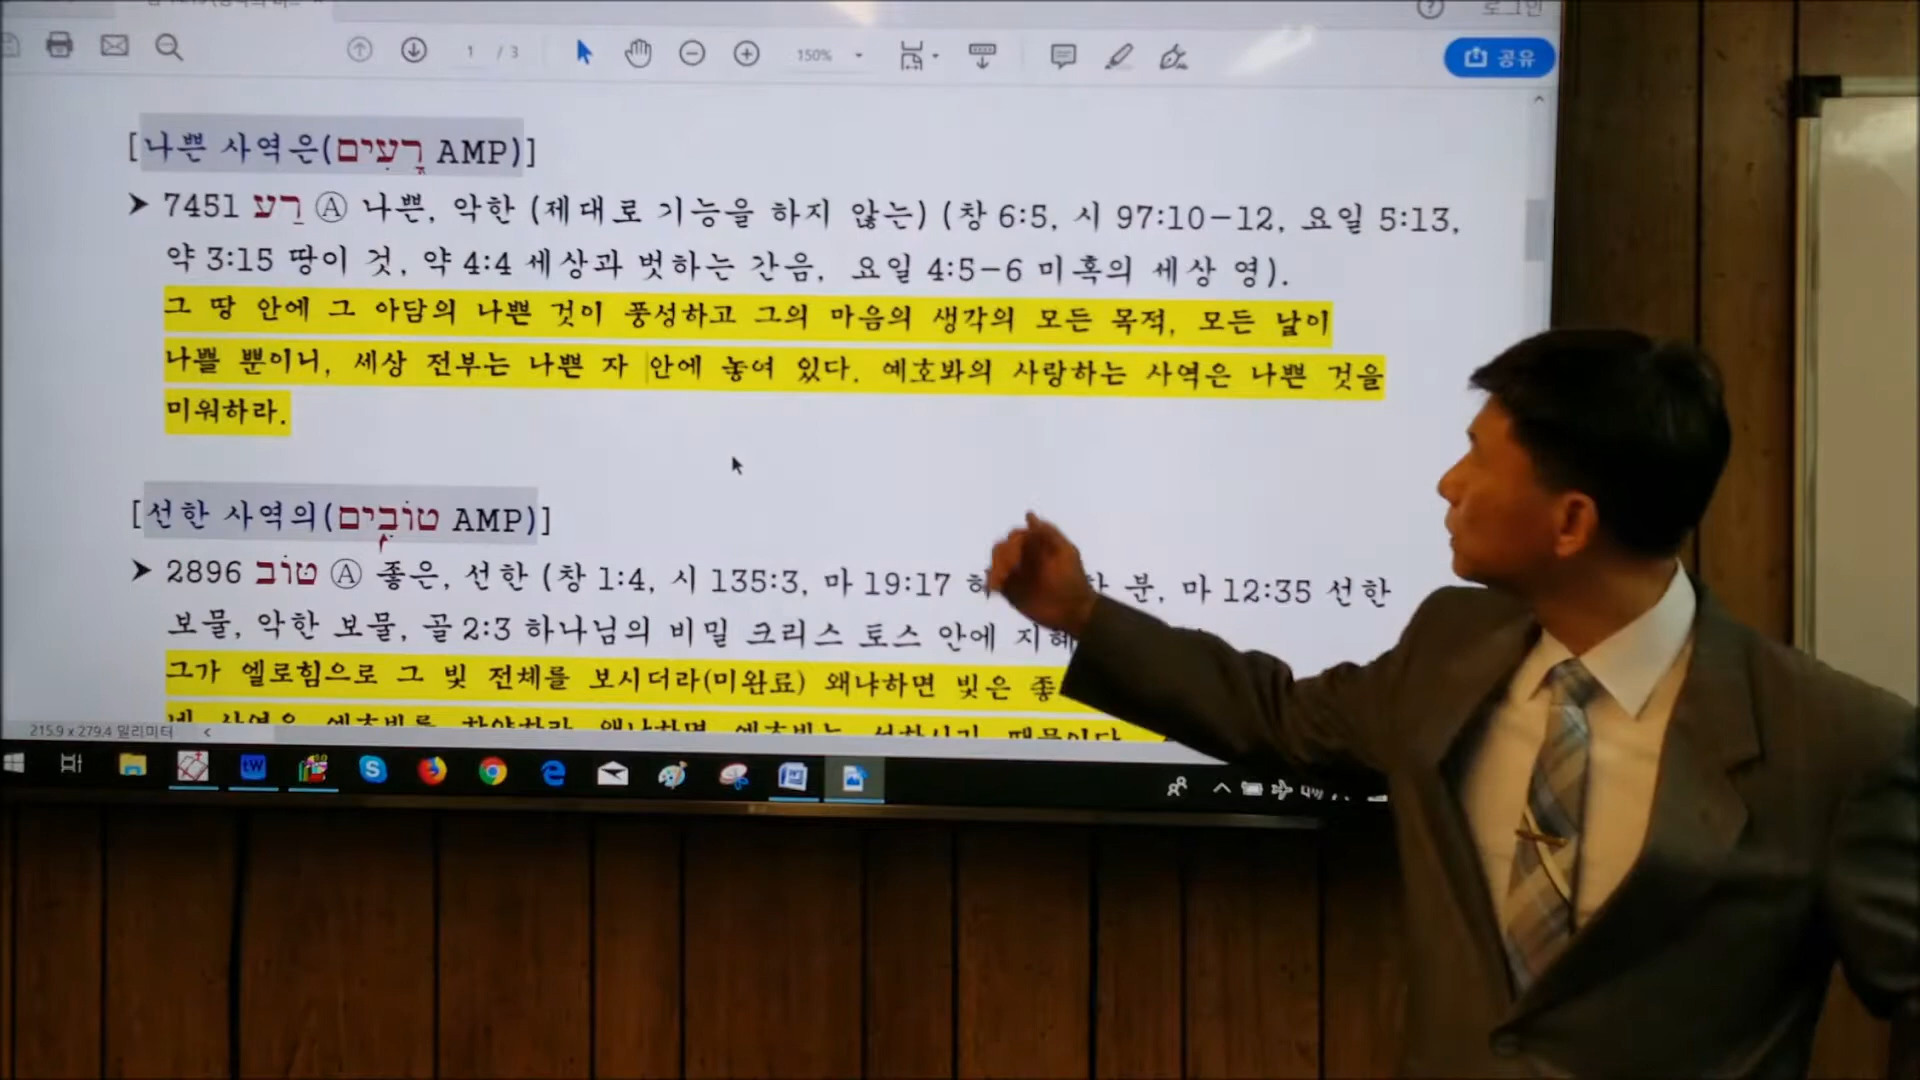 로그인
1 / 3
150%
공유
[나쁜 사역은(רָעִים AMP)]
➤ 7451 רַע Ⓐ 나쁜, 악한 (제대로 기능을 하지 않는) (창 6:5, 시 97:10-12, 요일 5:13,
약 3:15 땅이 것, 약 4:4 세상과 벗하는 간음, 요일 4:5-6 미혹의 세상 영).
그 땅 안에 그 아담의 나쁜 것이 풍성하고 그의 마음의 생각의 모든 목적, 모든 날이
나쁠 뿐이니, 세상 전부는 나쁜 자 안에 놓여 있다. 예호봐의 사랑하는 사역은 나쁜 것을
미워하라.
[선한 사역의(טוֹבִים AMP)]
➤ 2896 טוֹב Ⓐ 좋은, 선한 (창 1:4, 시 135:3, 마 19:17 분, 마 12:35 선한
보물, 악한 보물, 골 2:3 하나님의 비밀 크리스토스 안에 지혜
그가 엘로힘으로 그 빛 전체를 보시더라(미완료) 왜냐하면 빛은 좋
215.9 x 279.4 밀리미터